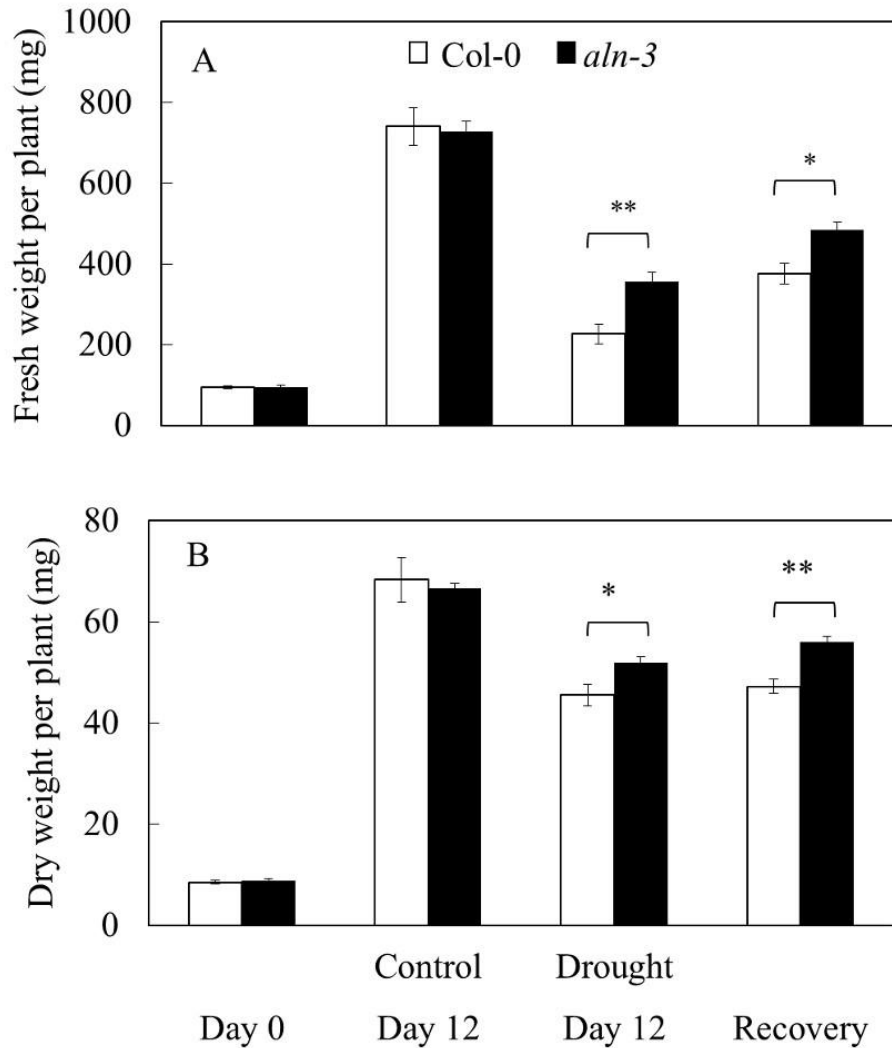 Fresh weight per plant (mg)
1000
800
600
400
200
0
A
Col-0
aln-3
**
*
Dry weight per plant (mg)
80
60
40
20
0
B
*
**
Control Drought
Day 0 Day 12 Day 12 Recovery